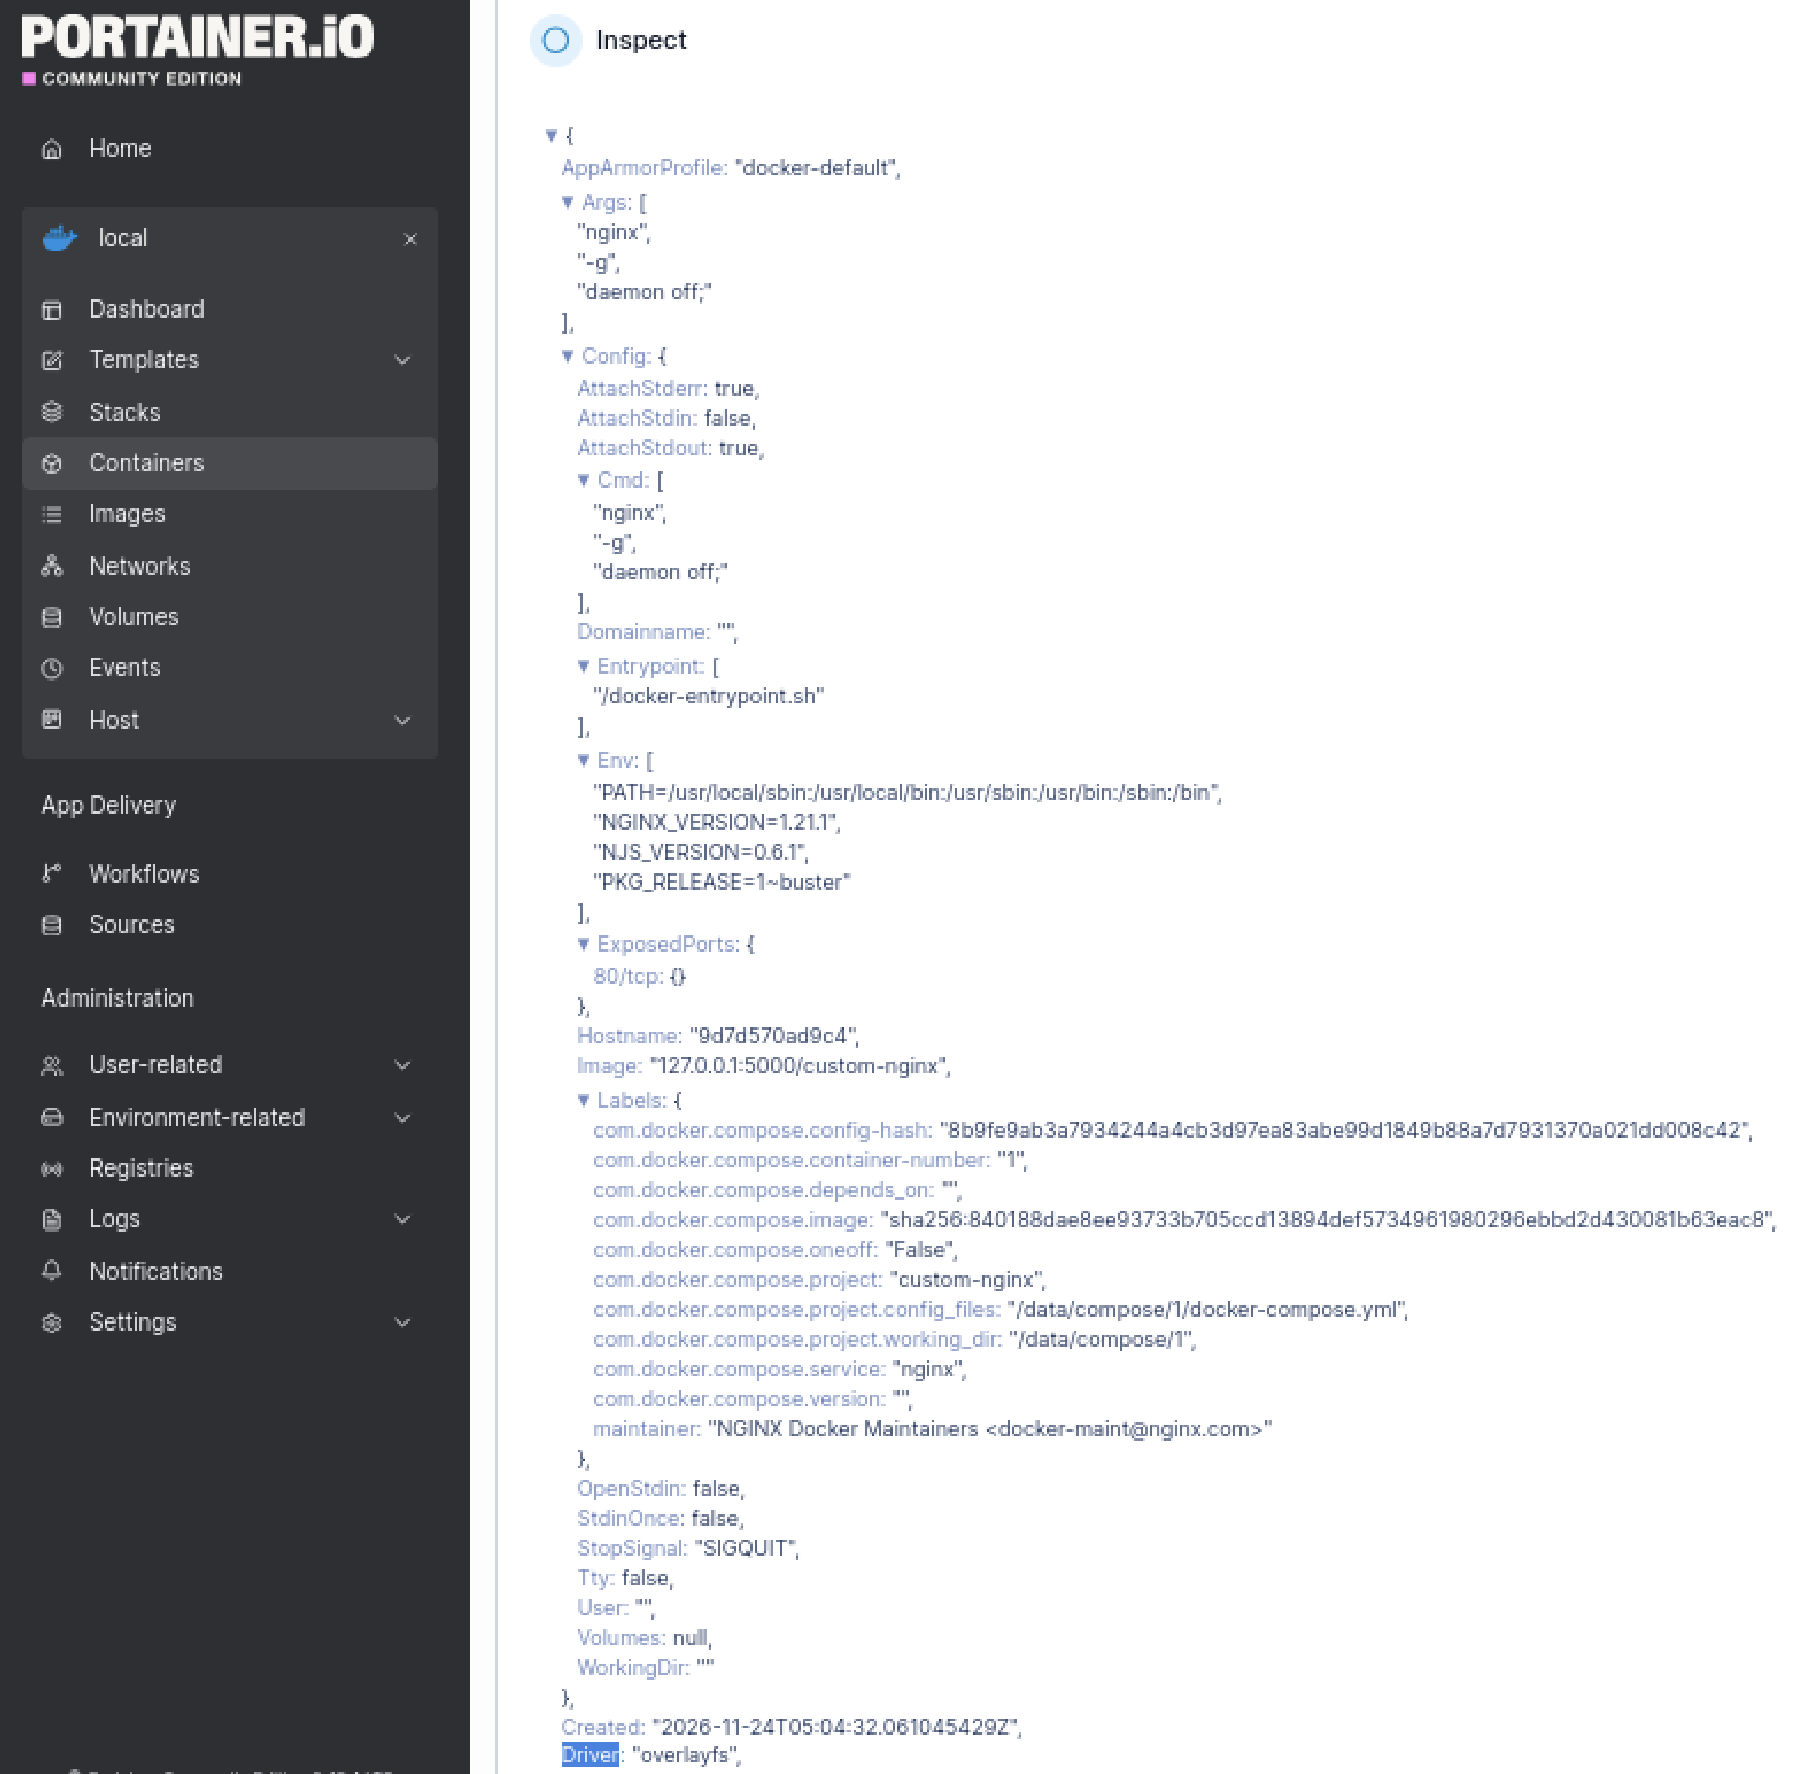 PORTAINER.iO
COMMUNITY EDITION
Home
local
Dashboard
Templates
Stacks
Containers
Images
Networks
Volumes
Events
Host
App Delivery
Workflows
Sources
Administration
User-related
Environment-related
Registries
Logs
Notifications
Settings
Inspect
{
AppArmorProfile: "docker-default",
Args: [
"nginx",
"-g",
"daemon off;"
],
Config: {
AttachStderr: true,
AttachStdin: false,
AttachStdout: true,
Cmd: [
"nginx",
"-g",
"daemon off;"
],
Domainname: "",
Entrypoint: [
"/docker-entrypoint.sh"
],
Env: [
"PATH=/usr/local/sbin:/usr/local/bin:/usr/sbin:/usr/bin:/sbin:/bin",
"NGINX_VERSION=1.21.1",
"NJS_VERSION=0.6.1",
"PKG_RELEASE=1~buster"
],
ExposedPorts: {
80/tcp: {}
},
Hostname: "9d7d570ad9c4",
Image: "127.0.0.1:5000/custom-nginx",
Labels: {
com.docker.compose.config-hash: "8b9fe9ab3a7934244a4cb3d97ea83abe99d1849b88a7d7931370a021dd008c42",
com.docker.compose.container-number: "1",
com.docker.compose.depends_on: "",
com.docker.compose.image: "sha256:840188dae8ee93733b705ccd13894def5734961980296ebbd2d430081b63eac8",
com.docker.compose.oneoff: "False",
com.docker.compose.project: "custom-nginx",
com.docker.compose.project.config_files: "/data/compose/1/docker-compose.yml",
com.docker.compose.project.working_dir: "/data/compose/1",
com.docker.compose.service: "nginx",
com.docker.compose.version: "",
maintainer: "NGINX Docker Maintainers <docker-maint@nginx.com>"
},
OpenStdin: false,
StdinOnce: false,
StopSignal: "SIGQUIT",
Tty: false,
User: "",
Volumes: null,
WorkingDir: ""
},
Created: "2026-11-24T05:04:32.061045429Z",
Driver: "overlayfs",